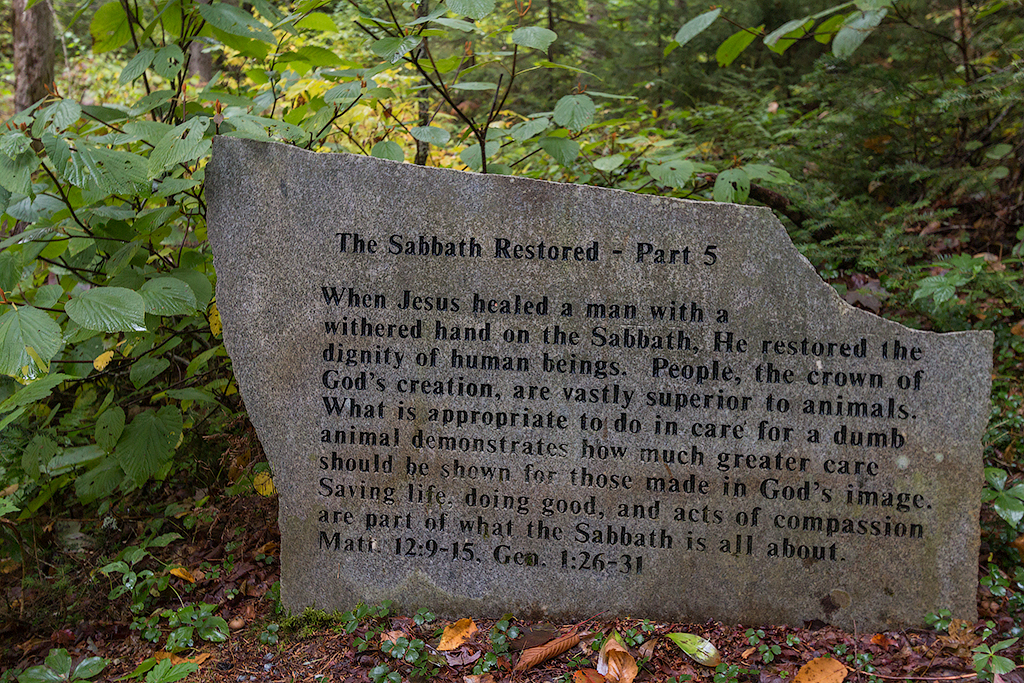 The Sabbath Restored - Part 5
When Jesus healed a man with a
withered hand on the Sabbath, He restored the
dignity of human beings. People, the crown of
God's creation, are vastly superior to animals.
What is appropriate to do in care for a dumb
animal demonstrates how much greater care
should be shown for those made in God's image.
Saving life, doing good, and acts of compassion
are part of what the Sabbath is all about.
Matt. 12:9-15, Gen. 1:26-31